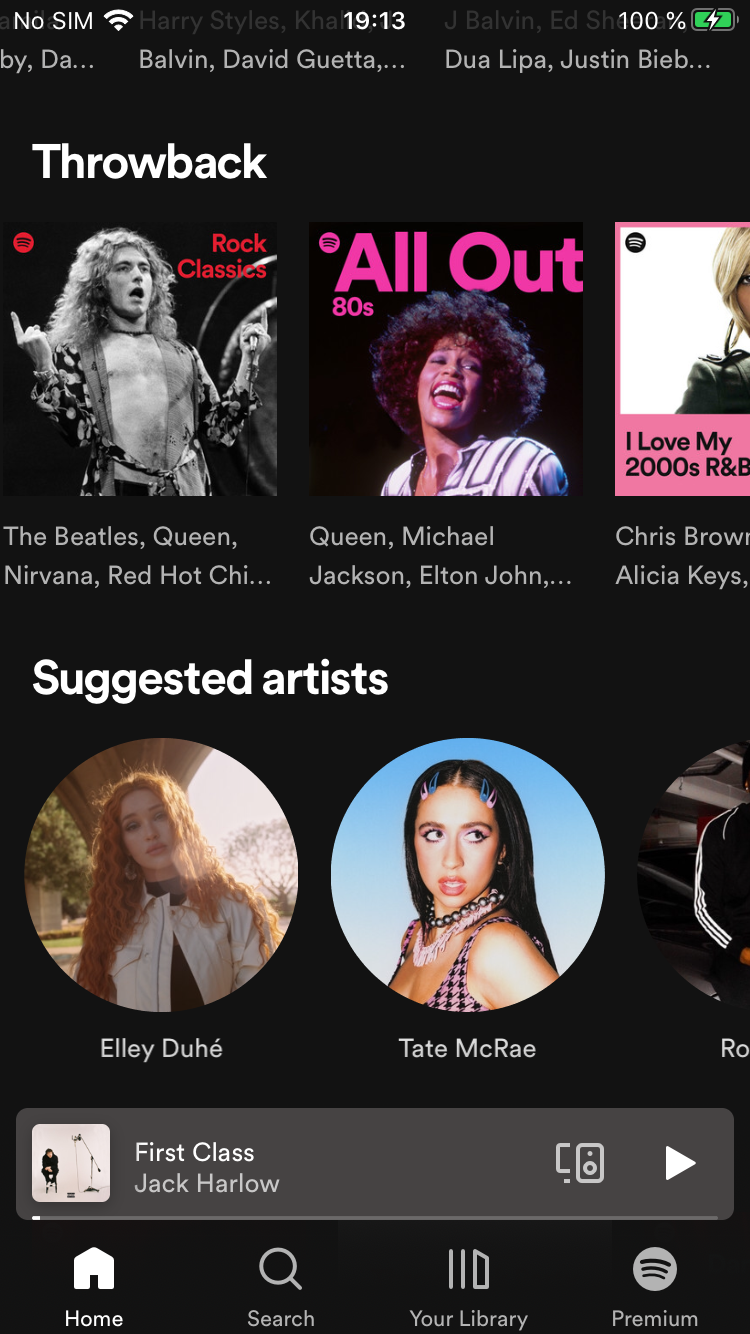 No SIM 19:13 100 %
Harry Styles, Kha
J Balvin, Ed She
by, Da...
Balvin, David Guetta,...
Dua Lipa, Justin Bieb...
Throwback
Rock
Classics
All Out
80s
I Love My
2000s R&B
The Beatles, Queen,
Nirvana, Red Hot Chi...
Queen, Michael
Jackson, Elton John,...
Chris Brown
Alicia Keys,
Suggested artists
Elley Duhé
Tate McRae
Ro
First Class
Jack Harlow
Home
Search
Your Library
Premium